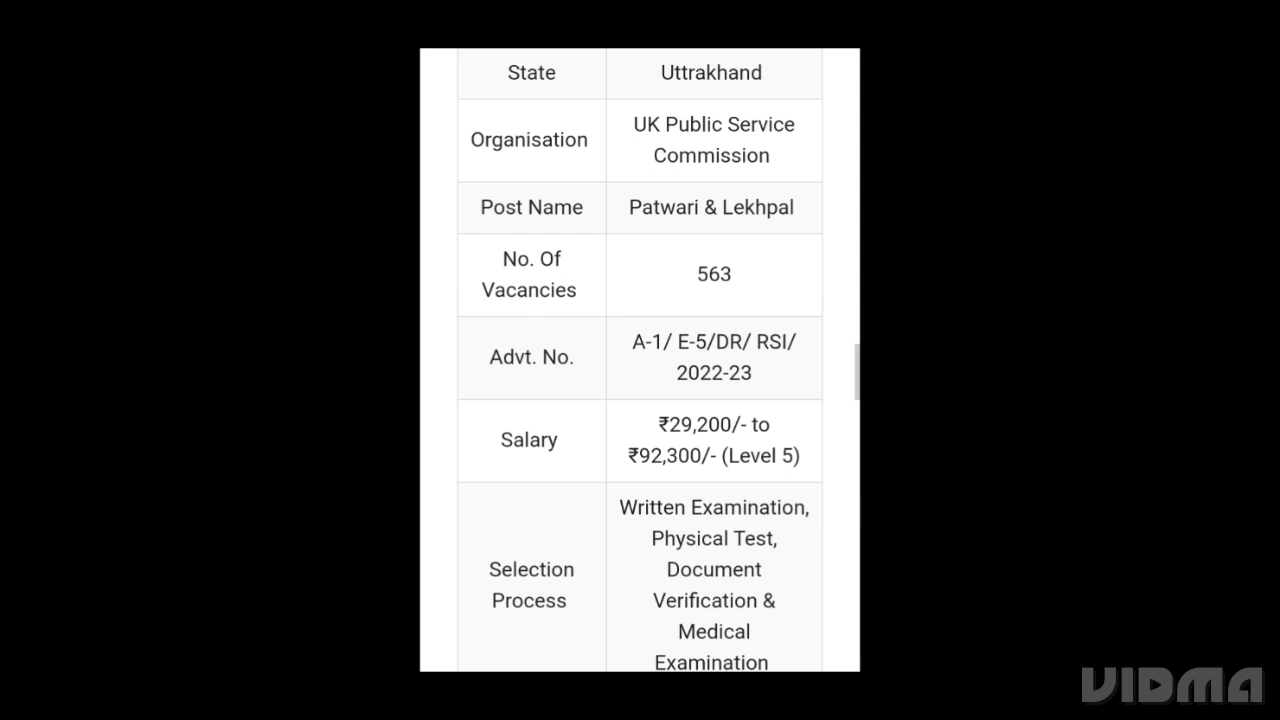 State Uttrakhand
Organisation UK Public Service
Commission
Post Name Patwari & Lekhpal
No. Of
Vacancies 563
Advt. No. A-1/ E-5/DR/ RSI/
2022-23
Salary ₹29,200/- to
₹92,300/- (Level 5)
Selection
Process Written Examination,
Physical Test,
Document
Verification &
Medical
Examination
VIDMA